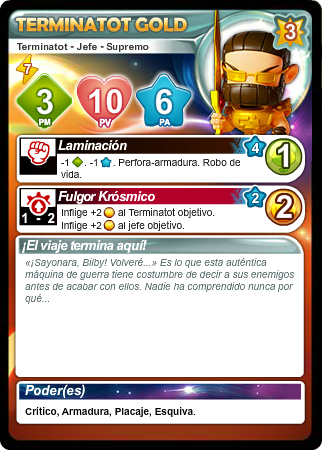 TERMINATOT GOLD
3
Terminatot - Jefe - Supremo
7
3
PM
10
PV
6
PA
Laminación
4
1
-1 . -1 . Perfora-armadura. Robo de
vida.
Fulgor Krósmico
2
2
1 - 2
Inflige +2 al Terminatot objetivo.
Inflige +2 al jefe objetivo.
¡El viaje termina aquí!
«¡Sayonara, Bilby! Volveré...» Es lo que esta auténtica
máquina de guerra tiene costumbre de decir a sus enemigos
antes de acabar con ellos. Nadie ha comprendido nunca por
qué...
Poder(es)
Crítico, Armadura, Placaje, Esquiva.